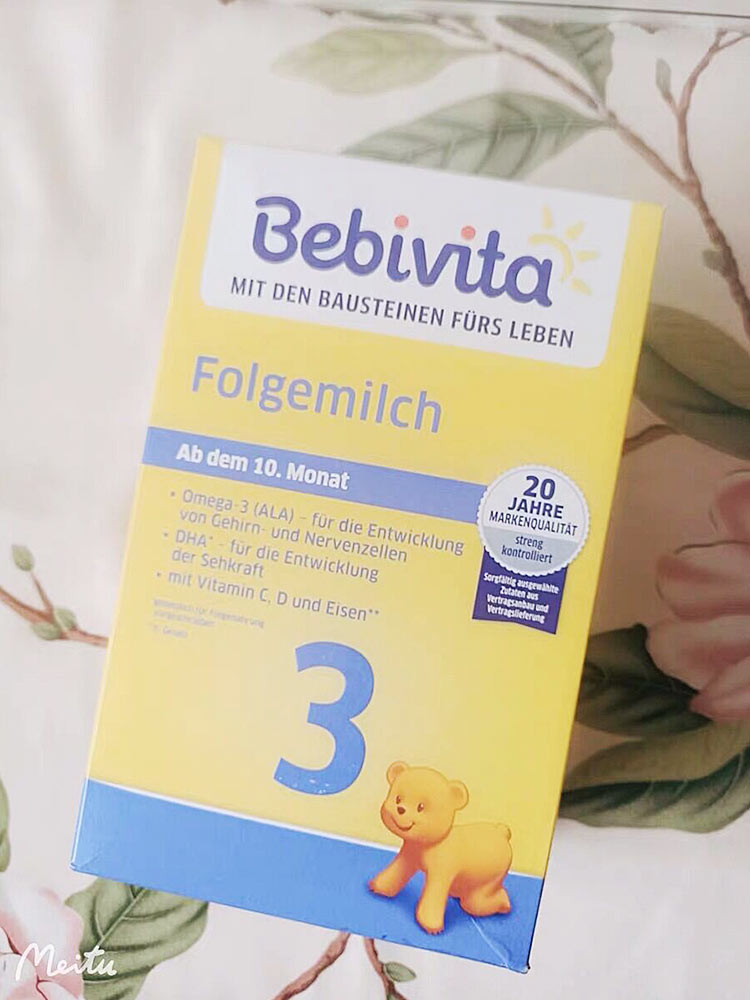 Bebivita
MIT DEN BAUSTEINEN FÜRS LEBEN
Folgemilch
Ab dem 10. Monat
• Omega-3 (ALA) – für die Entwicklung
von Gehirn- und Nervenzellen
• DHA* – für die Entwicklung
der Sehkraft
• mit Vitamin C, D und Eisen**
20
JAHRE
MARKENQUALITÄT
streng
kontrolliert
Sorgfältig ausgewählte
Zutaten aus
Vertragsanbau und
Vertragslieferung
3
Meitu